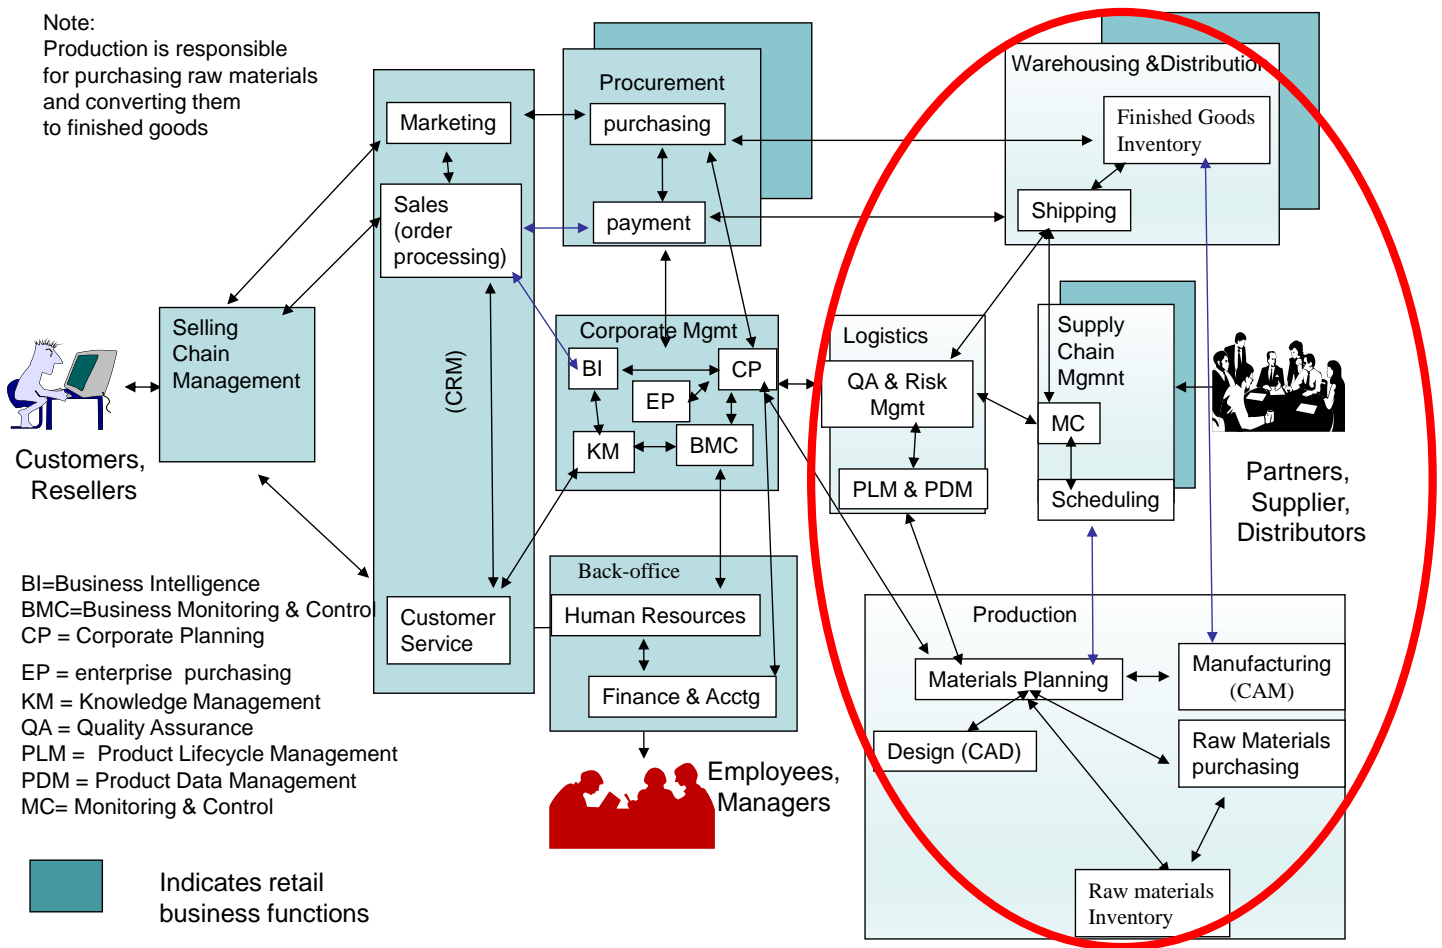 Note:
Production is responsible
for purchasing raw materials
and converting them
to finished goods
Marketing
Sales
(order
processing)
(CRM)
Customer
Service
Procurement
purchasing
payment
Warehousing &Distribution
Finished Goods
Inventory
Shipping
Selling
Chain
Management
Customers,
Resellers
Corporate Mgmt
BI
CP
EP
KM
BMC
Logistics
QA & Risk
Mgmt
PLM & PDM
Supply
Chain
Mgmnt
MC
Scheduling
Partners,
Supplier,
Distributors
Back-office
Human Resources
Finance & Acctg
Employees,
Managers
Production
Materials Planning
Manufacturing
(CAM)
Design (CAD)
Raw Materials
purchasing
Raw materials
Inventory
BI=Business Intelligence
BMC=Business Monitoring & Control
CP = Corporate Planning
EP = enterprise purchasing
KM = Knowledge Management
QA = Quality Assurance
PLM = Product Lifecycle Management
PDM = Product Data Management
MC= Monitoring & Control
Indicates retail
business functions